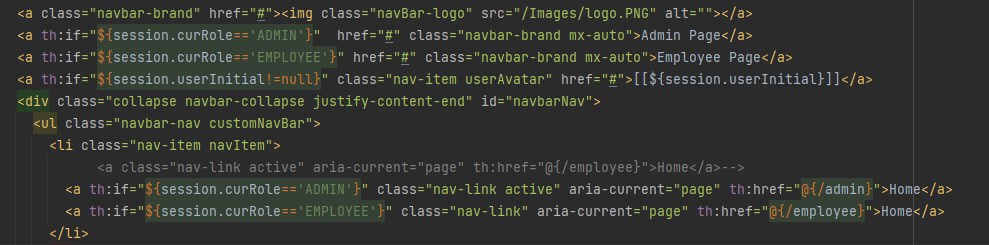 <a class="navbar-brand" href="#"><img class="navBar-logo" src="/Images/logo.PNG" alt=""></a>
<a th:if="${session.curRole=='ADMIN'}"  href="#" class="navbar-brand mx-auto">Admin Page</a>
<a th:if="${session.curRole=='EMPLOYEE'}" href="#" class="navbar-brand mx-auto">Employee Page</a>
<a th:if="${session.userInitial!=null}" class="nav-item userAvatar" href="#">[[${session.userInitial}]]</a>
<div class="collapse navbar-collapse justify-content-end" id="navbarNav">
<ul class="navbar-nav customNavBar">
<li class="nav-item navItem">
<a class="nav-link active" aria-current="page" th:href="@{/employee}">Home</a>-->
<a th:if="${session.curRole=='ADMIN'}" class="nav-link active" aria-current="page" th:href="@{/admin}">Home</a>
<a th:if="${session.curRole=='EMPLOYEE'}" class="nav-link" aria-current="page" th:href="@{/employee}">Home</a>
</li>